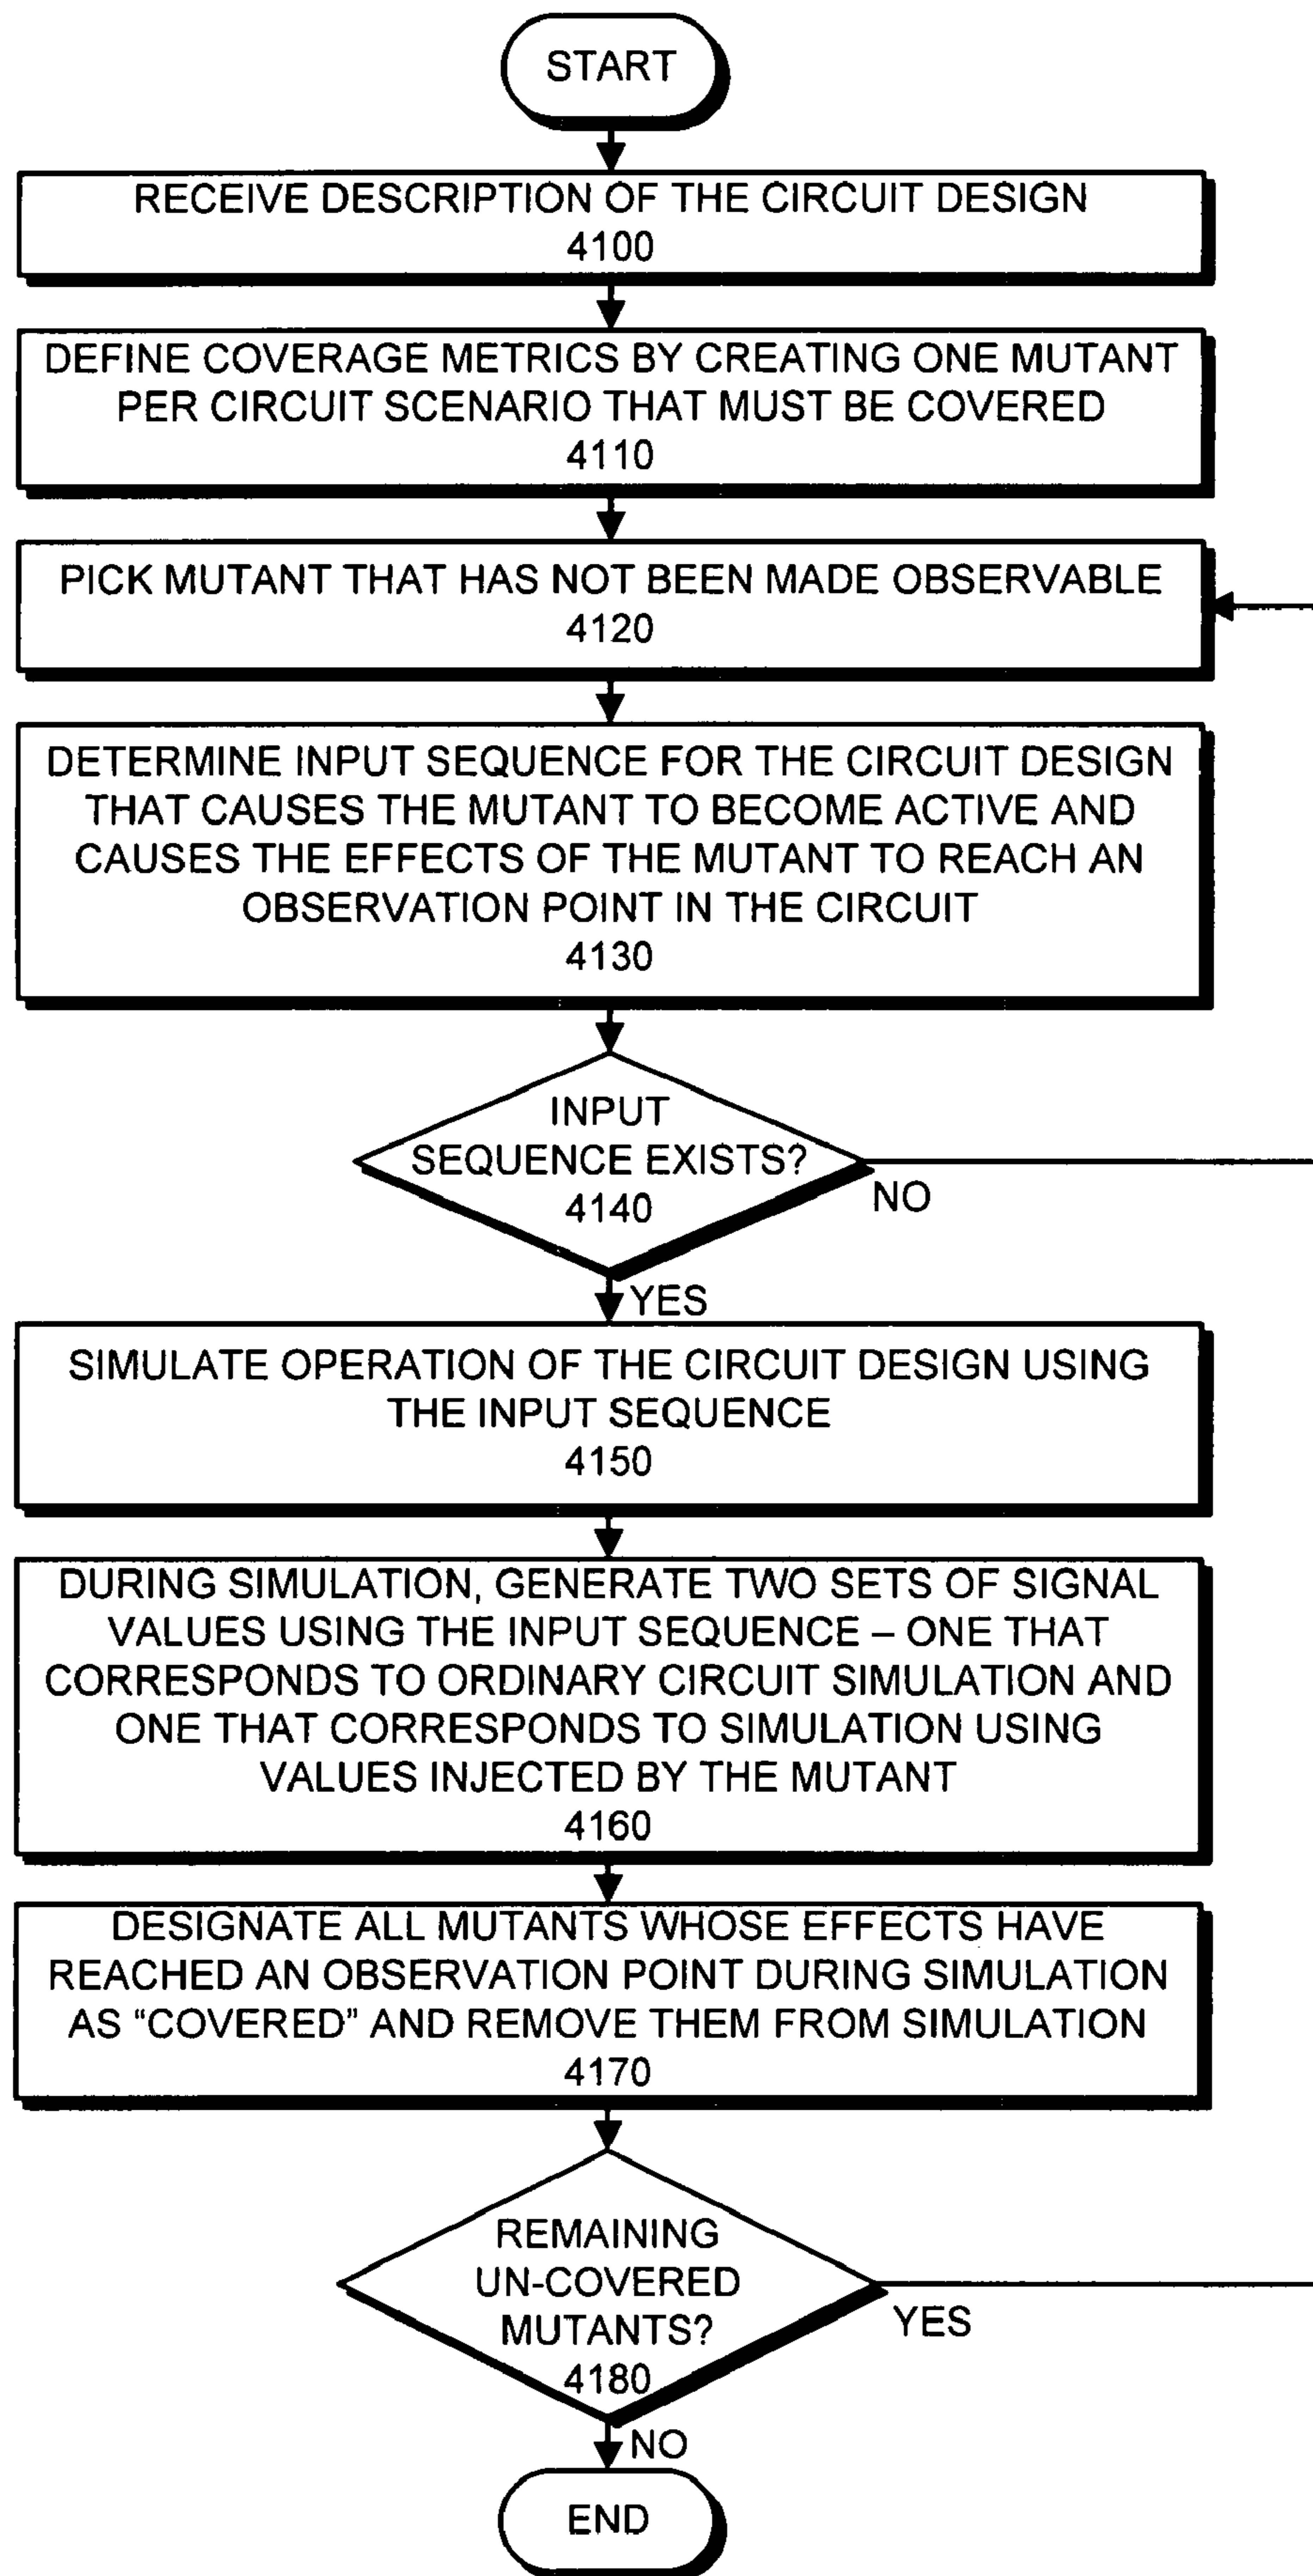 START
RECEIVE DESCRIPTION OF THE CIRCUIT DESIGN
4100
DEFINE COVERAGE METRICS BY CREATING ONE MUTANT
PER CIRCUIT SCENARIO THAT MUST BE COVERED
4110
PICK MUTANT THAT HAS NOT BEEN MADE OBSERVABLE
4120
DETERMINE INPUT SEQUENCE FOR THE CIRCUIT DESIGN
THAT CAUSES THE MUTANT TO BECOME ACTIVE AND
CAUSES THE EFFECTS OF THE MUTANT TO REACH AN
OBSERVATION POINT IN THE CIRCUIT
4130
INPUT
SEQUENCE EXISTS?
4140
NO
YES
SIMULATE OPERATION OF THE CIRCUIT DESIGN USING
THE INPUT SEQUENCE
4150
DURING SIMULATION, GENERATE TWO SETS OF SIGNAL
VALUES USING THE INPUT SEQUENCE – ONE THAT
CORRESPONDS TO ORDINARY CIRCUIT SIMULATION AND
ONE THAT CORRESPONDS TO SIMULATION USING
VALUES INJECTED BY THE MUTANT
4160
DESIGNATE ALL MUTANTS WHOSE EFFECTS HAVE
REACHED AN OBSERVATION POINT DURING SIMULATION
AS “COVERED” AND REMOVE THEM FROM SIMULATION
4170
REMAINING
UN-COVERED
MUTANTS?
4180
YES
NO
END